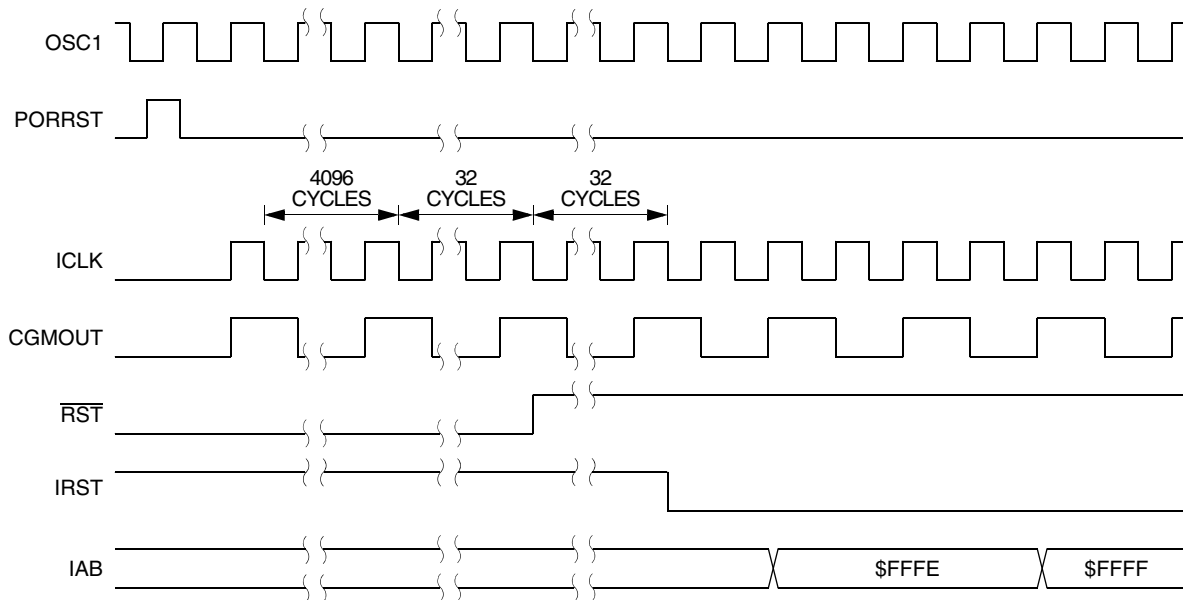 OSC1
PORRST
4096
CYCLES
32
CYCLES
32
CYCLES
ICLK
CGMOUT
RST
IRST
IAB
$FFFE
$FFFF